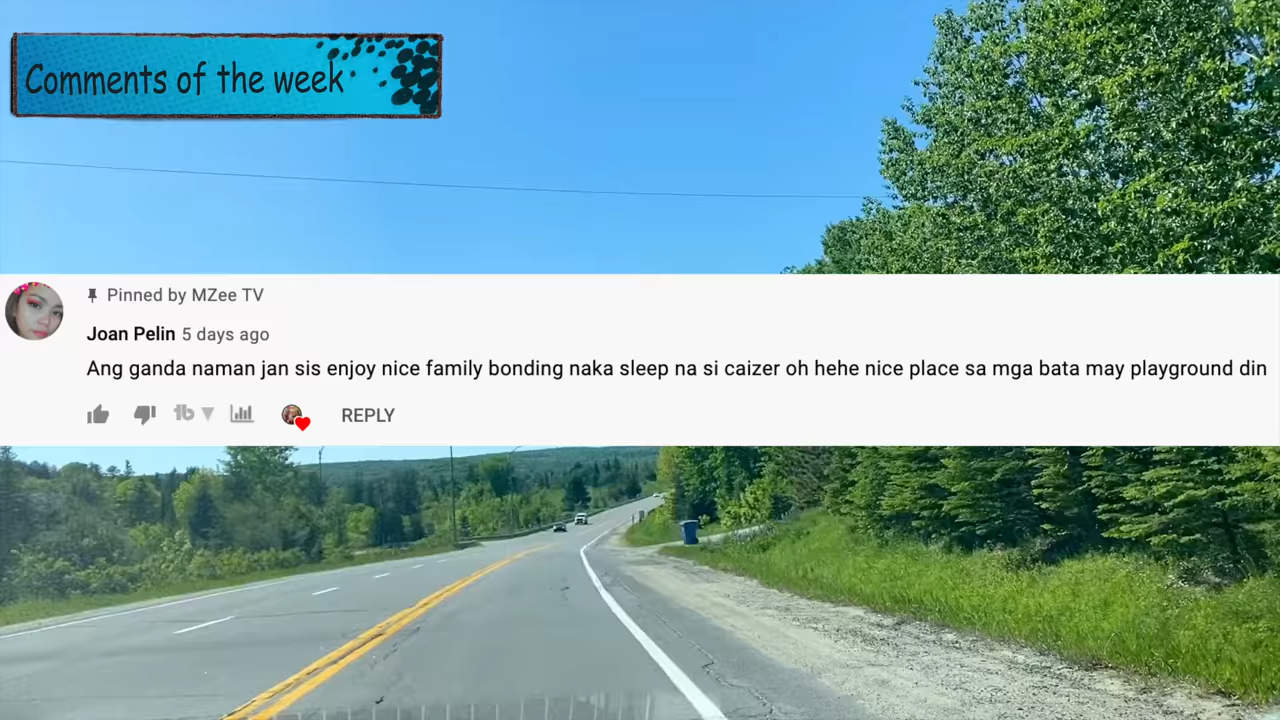 Comments of the week
Pinned by MZee TV
Joan Pelin 5 days ago
Ang ganda naman jan sis enjoy nice family bonding naka sleep na si caizer oh hehe nice place sa mga bata may playground din
REPLY